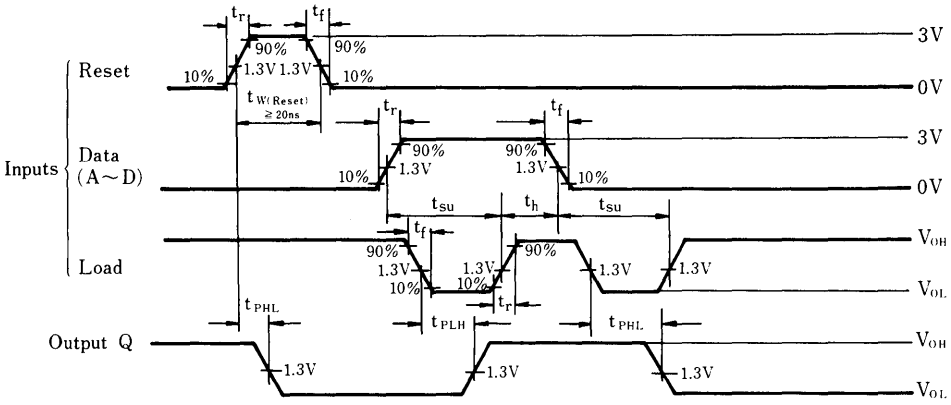 tr tf
90% 90% 3V
Reset 10% 1.3V 1.3V 10% 0V
tW(Reset)
≧ 20ns
tr tf
3V
Inputs Data
(A～D)
90% 90%
1.3V 1.3V
10% 10% 0V
tsu th tsu
tf
90% 90% VOH
Load 1.3V 1.3V 1.3V 1.3V
10% 10% VOL
tr
tPHL tPLH tPHL
Output Q VOH
1.3V 1.3V 1.3V
VOL